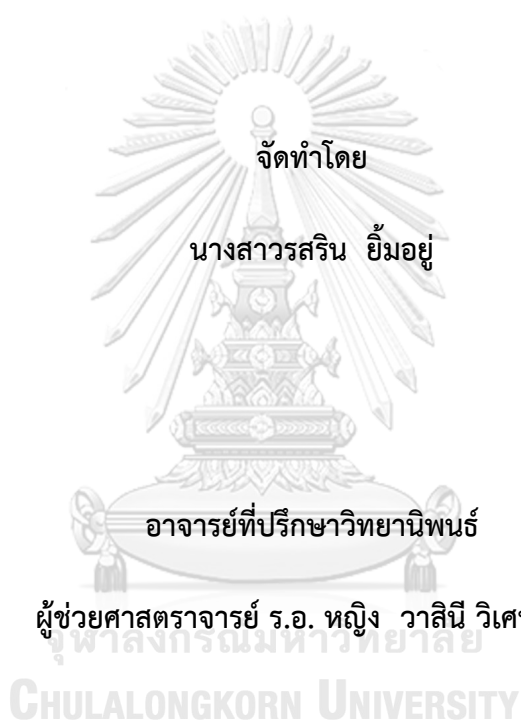 จัดทำโดย
นางสาวรสริน ยิ้มอยู่
อาจารย์ที่ปรึกษาวิทยานิพนธ์
ผู้ช่วยศาสตราจารย์ ร.อ. หญิง วาสินี
จุฬาลงกรณ์มหาวิทยาลัย
CHULALONGKORN UNIVERSITY